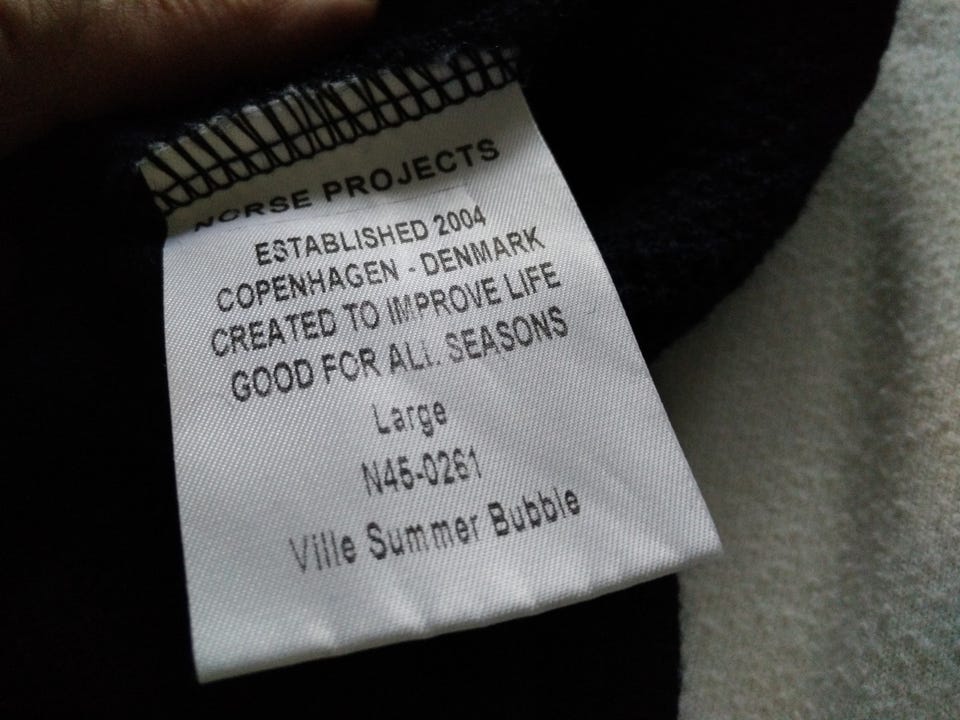 NORSE PROJECTS
ESTABLISHED 2004
COPENHAGEN - DENMARK
CREATED TO IMPROVE LIFE
GOOD FOR ALL SEASONS
Large
N45-0261
Ville Summer Bubble